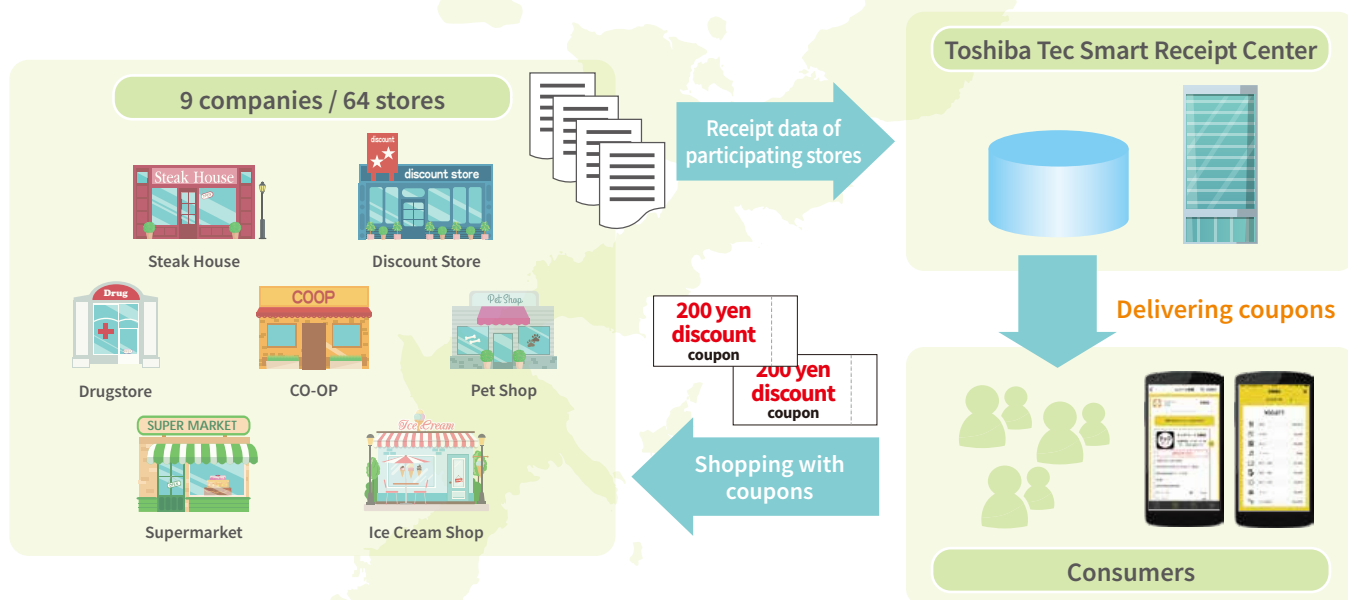 9 companies / 64 stores
Steak House
Steak House
discount
discount store
Discount Store
Drug
Drugstore
COOP
CO-OP
Pet Shop
Pet Shop
SUPER MARKET
Supermarket
Ice Cream
Ice Cream Shop
Receipt data of
participating stores
Toshiba Tec Smart Receipt Center
Delivering coupons
200 yen
discount
coupon
200 yen
discount
coupon
Shopping with
coupons
Consumers